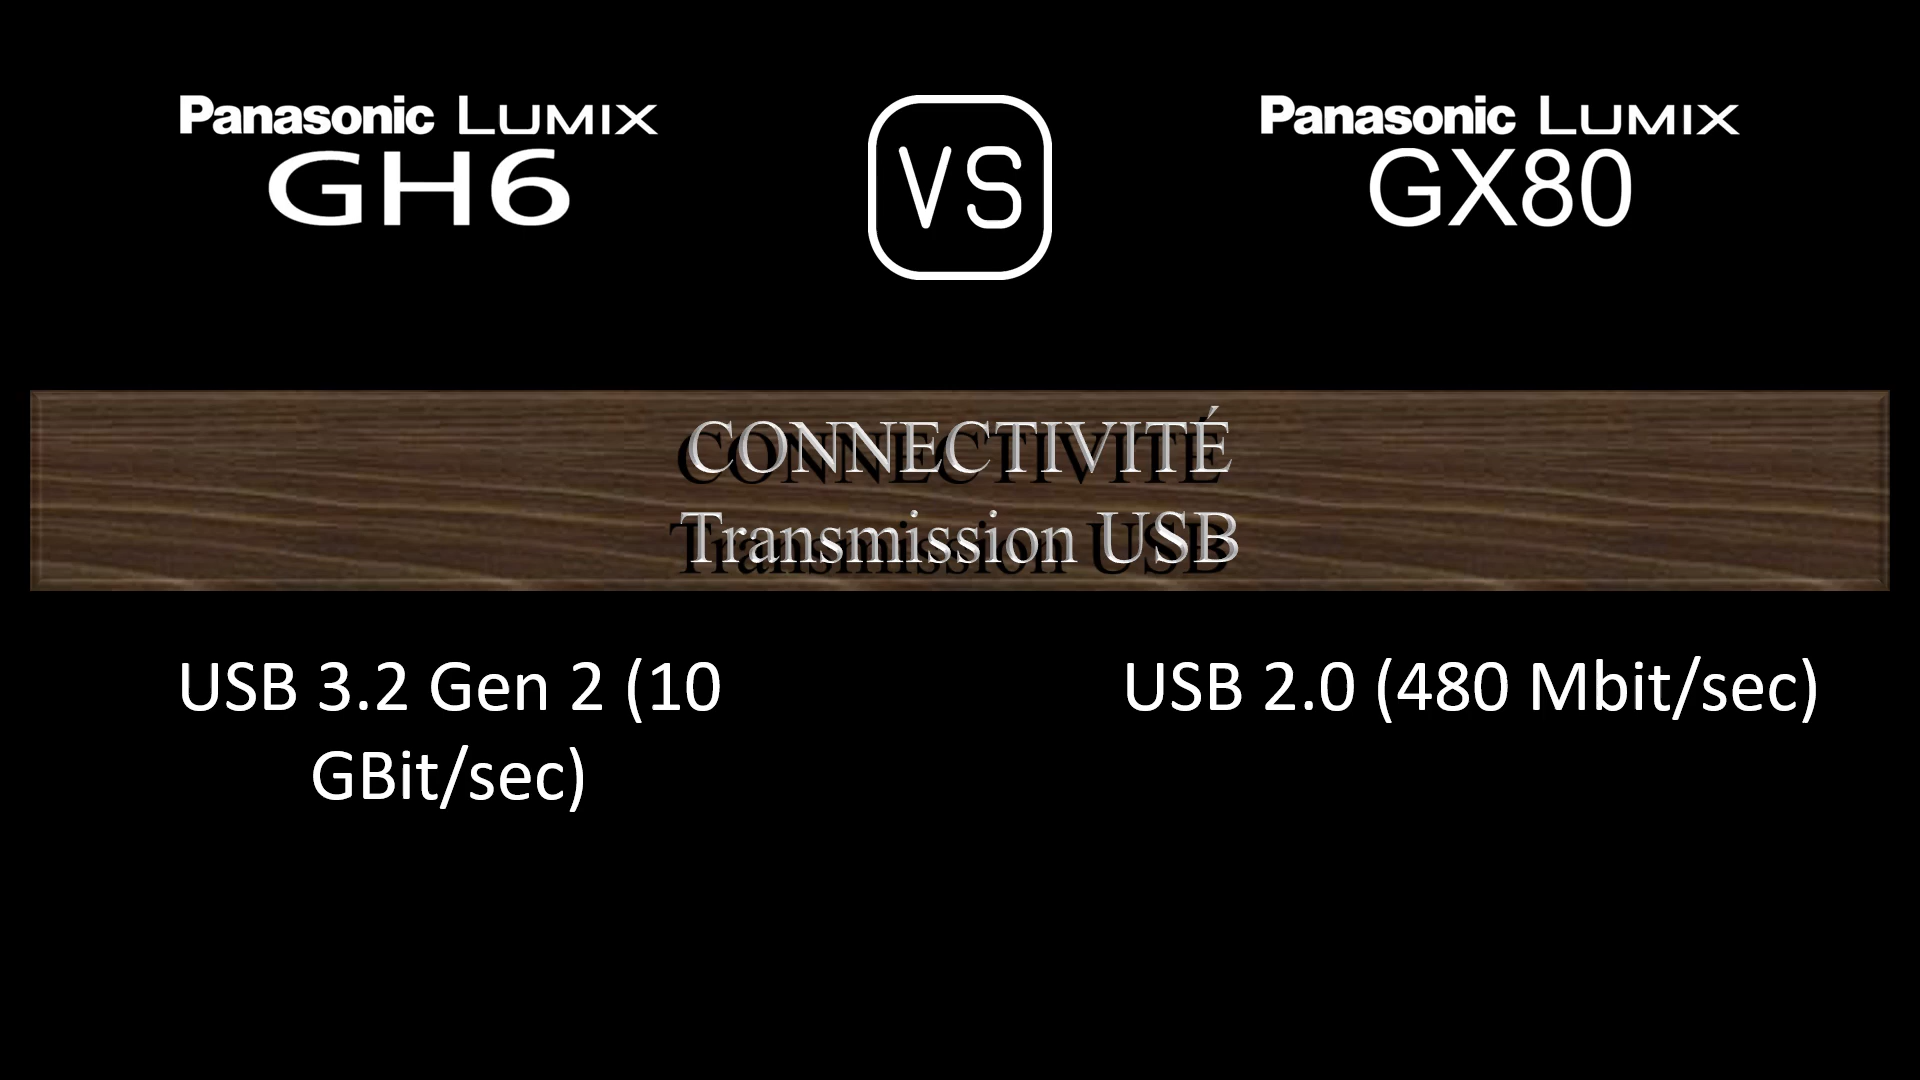 Panasonic LUMIX
GH6
VS
Panasonic LUMIX
GX80
CONNECTIVITÉ
Transmission USB
USB 3.2 Gen 2 (10
GBit/sec)
USB 2.0 (480 Mbit/sec)